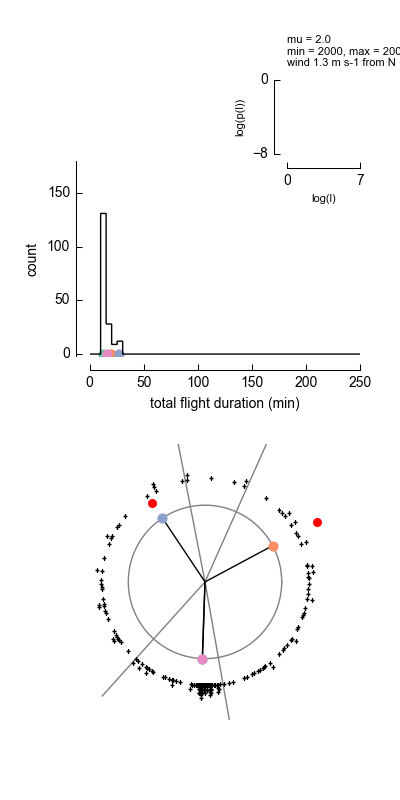 mu = 2.0
min = 2000, max = 200
wind 1.3 m s-1 from N
0
−8
log(p(l))
0 7
log(l)
150
100
50
0
count
0 50 100 150 200 250
total flight duration (min)